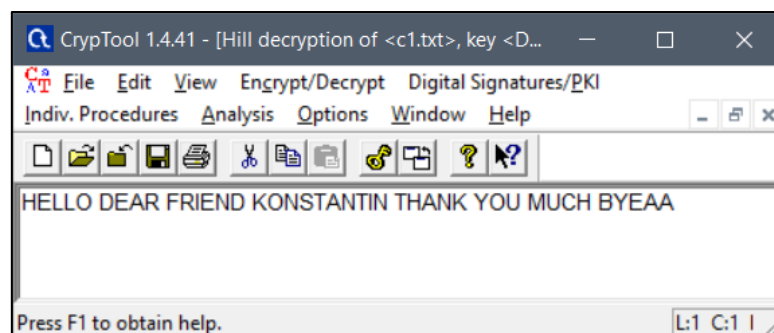 CrypTool 1.4.41 - [Hill decryption of <c1.txt>, key <D...
File Edit View Encrypt/Decrypt Digital Signatures/PKI
Indiv. Procedures Analysis Options Window Help
HELLO DEAR FRIEND KONSTANTIN THANK YOU MUCH BYEAA
Press F1 to obtain help. L:1 C:1 I